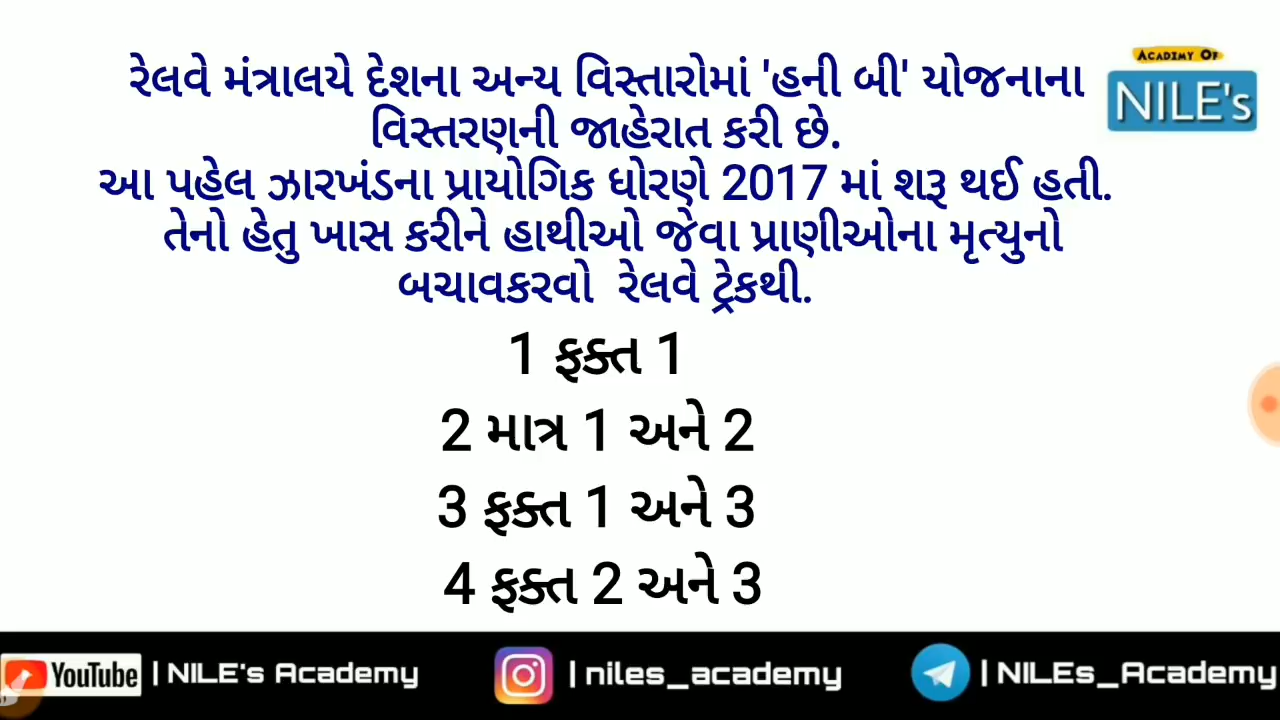 રેલવે મંત્રાલયે દેશના અન્ય વિસ્તારોમાં 'હની બી' યોજનાના
વિસ્તરણની જાહેરાત કરી છે.
આ પહેલ ઝારખંડના પ્રાયોગિક ધોરણે 2017 માં શરૂ થઈ હતી.
તેનો હેતુ ખાસ કરીને હાથીઓ જેવા પ્રાણીઓના મૃત્યુનો
બચાવકરવો રેલવે ટ્રેકથી.
ACADEMY OF
NILE's
1 ફક્ત 1
2 માત્ર 1 અને 2
3 ફક્ત 1 અને 3
4 ફક્ત 2 અને 3
YouTube | NILE's Academy
| niles_academy
| NILEs_Academy